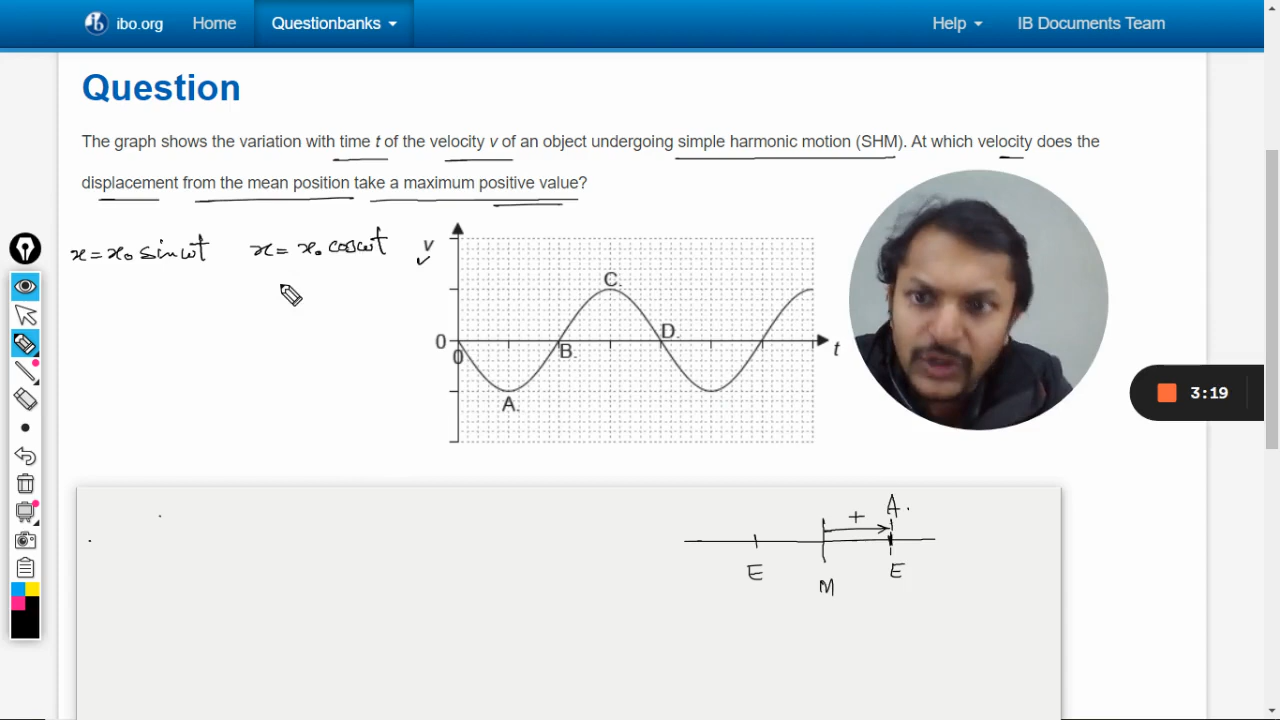 ibo.org Home Questionbanks Help IB Documents Team
Question
The graph shows the variation with time t of the velocity v of an object undergoing simple harmonic motion (SHM). At which velocity does the
displacement from the mean position take a maximum positive value?
x = x₀ sin ωt x = x₀ cos ωt
v
C.
D.
0
B.
0
t
A.
3:19
+
A.
E
M
E